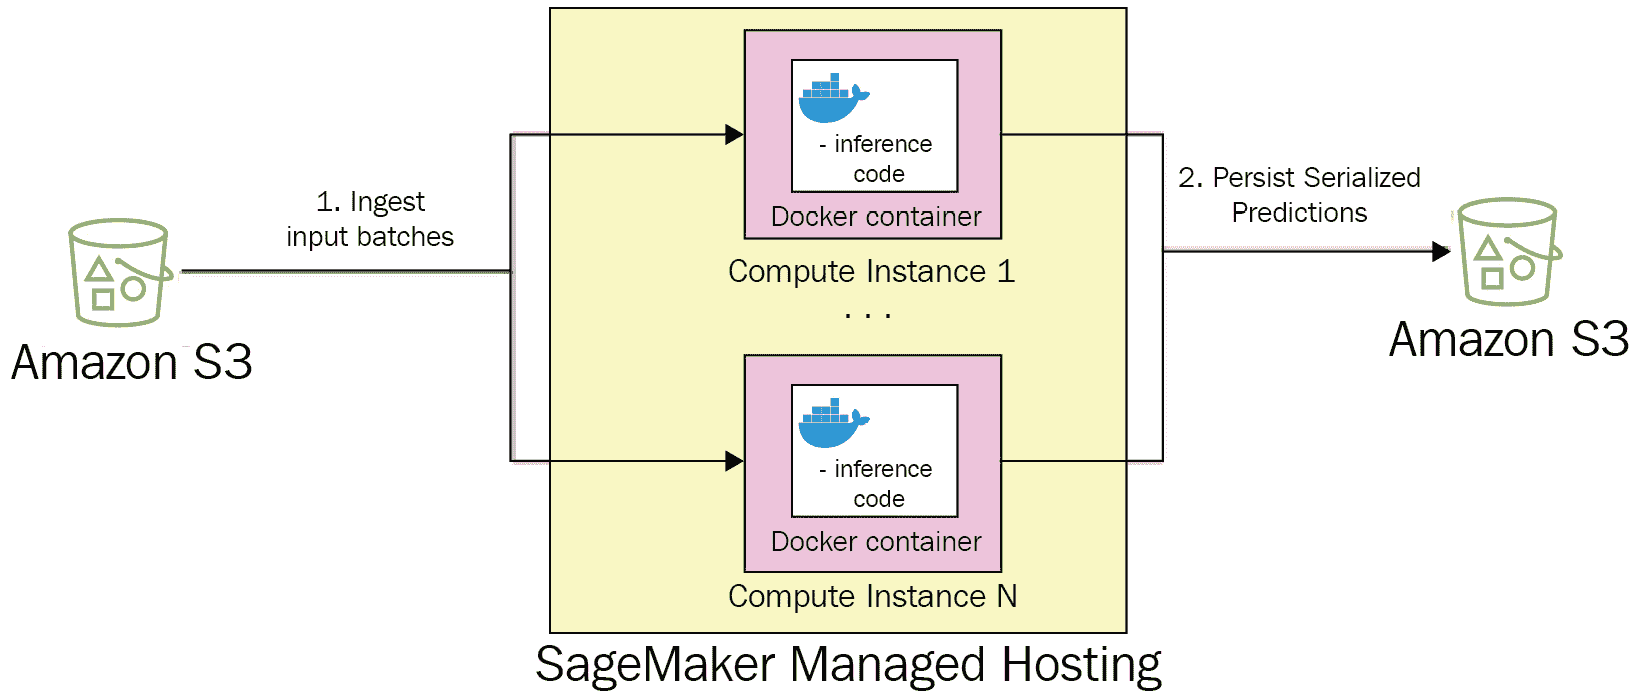 1. Ingest
input batches
Amazon S3
- inference
code
Docker container
Compute Instance 1
. . .
- inference
code
Docker container
Compute Instance N
SageMaker Managed Hosting
2. Persist Serialized
Predictions
Amazon S3